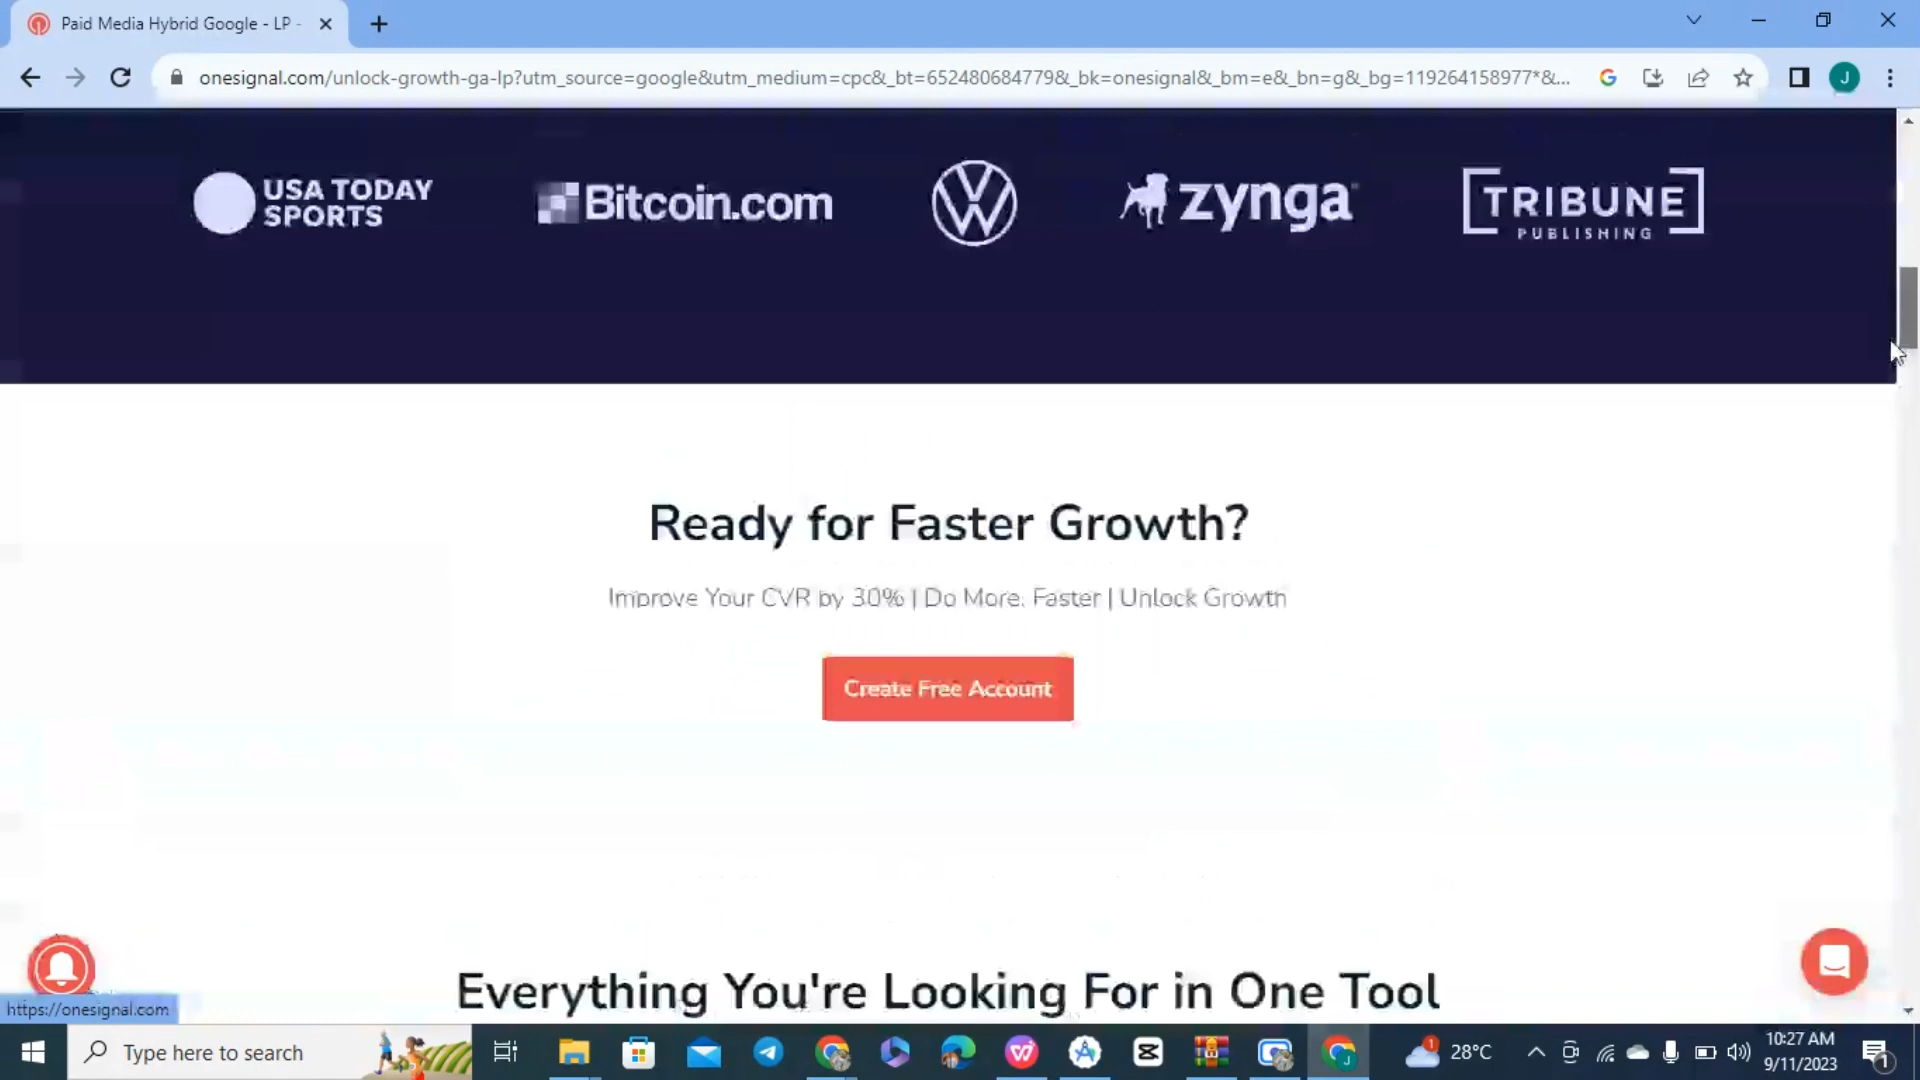 Paid Media Hybrid Google - LP -
onesignal.com/unlock-growth-ga-lp?utm_source=google&utm_medium=cpc&_bt=652480684779&_bk=onesignal&_bm=e&_bn=g&_bg=119264158977*&...
J
USA TODAY
SPORTS
Bitcoin.com
zynga
TRIBUNE
PUBLISHING
Ready for Faster Growth?
Improve Your CVR by 30% | Do More, Faster | Unlock Growth
Create Free Account
Everything You're Looking For in One Tool
https://onesignal.com
Type here to search
1
28°C
10:27 AM
9/11/2023
1